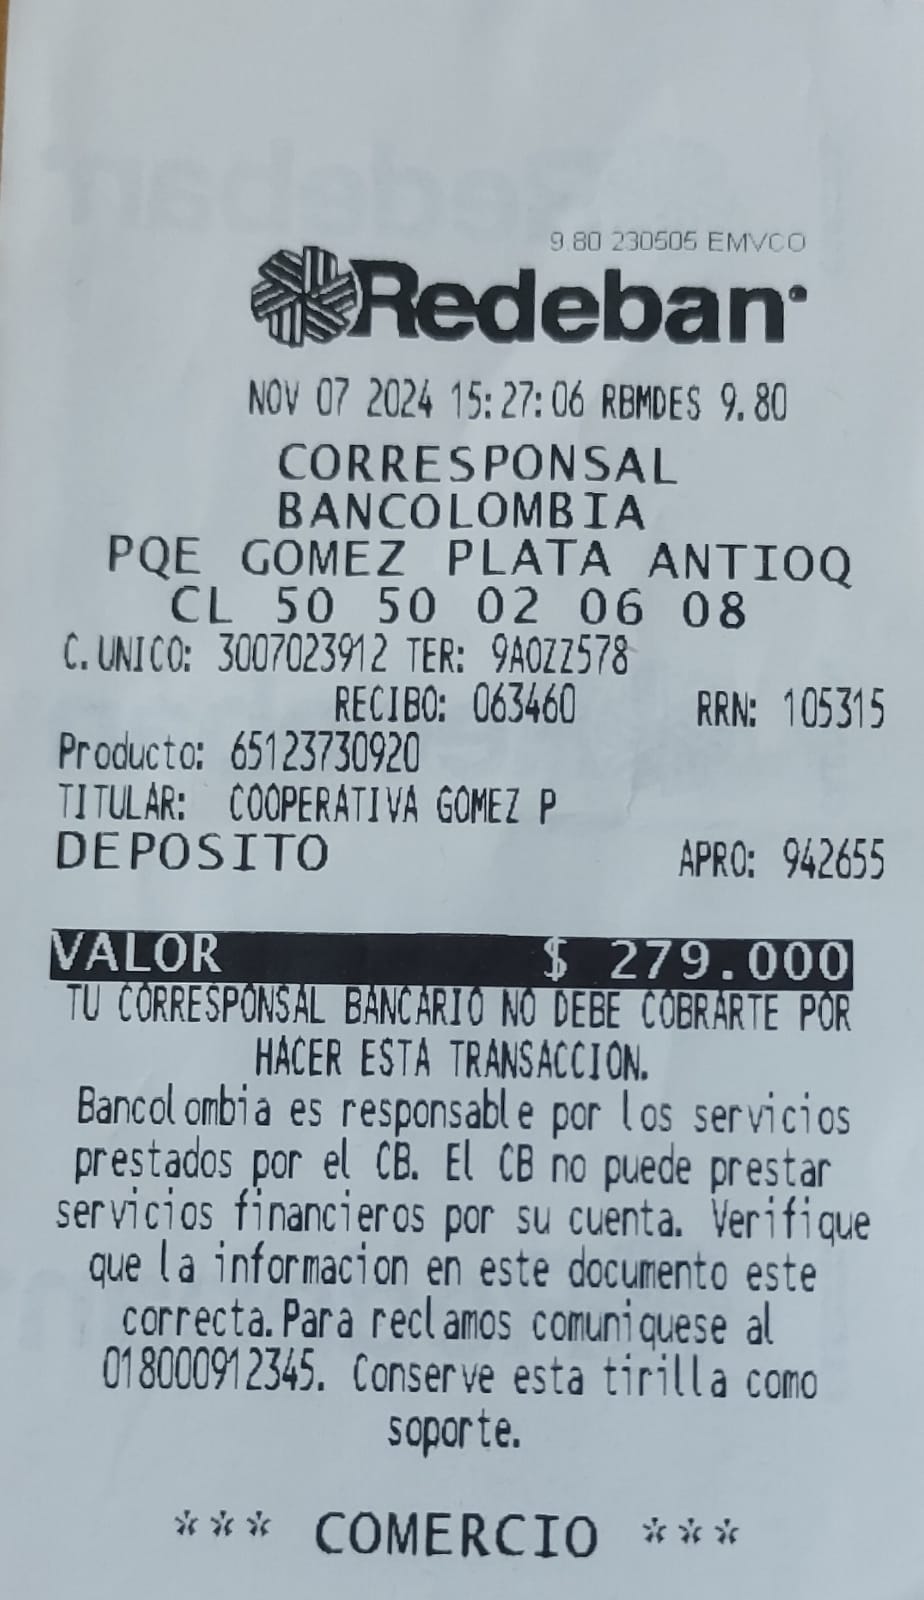 9.80 230505 EMVCO
Redeban
NOV 07 2024 15:27:06 RBMDES 9.80
CORRESPONSAL
BANCOLOMBIA
PQE GOMEZ PLATA ANTIOQ
CL 50 50 02 06 08
C.UNICO: 3007023912 TER: 9A0ZZ578
RECIBO: 063460 RRN: 105315
Producto: 65123730920
TITULAR: COOPERATIVA GOMEZ P
DEPOSITO APRO: 942655
VALOR $ 279.000
TU CORRESPONSAL BANCARIO NO DEBE COBRARTE POR
HACER ESTA TRANSACCION.
Bancolombia es responsable por los servicios
prestados por el CB. El CB no puede prestar
servicios financieros por su cuenta. Verifique
que la informacion en este documento este
correcta.Para reclamos comuniquese al
018000912345. Conserve esta tirilla como
soporte.
*** COMERCIO ***